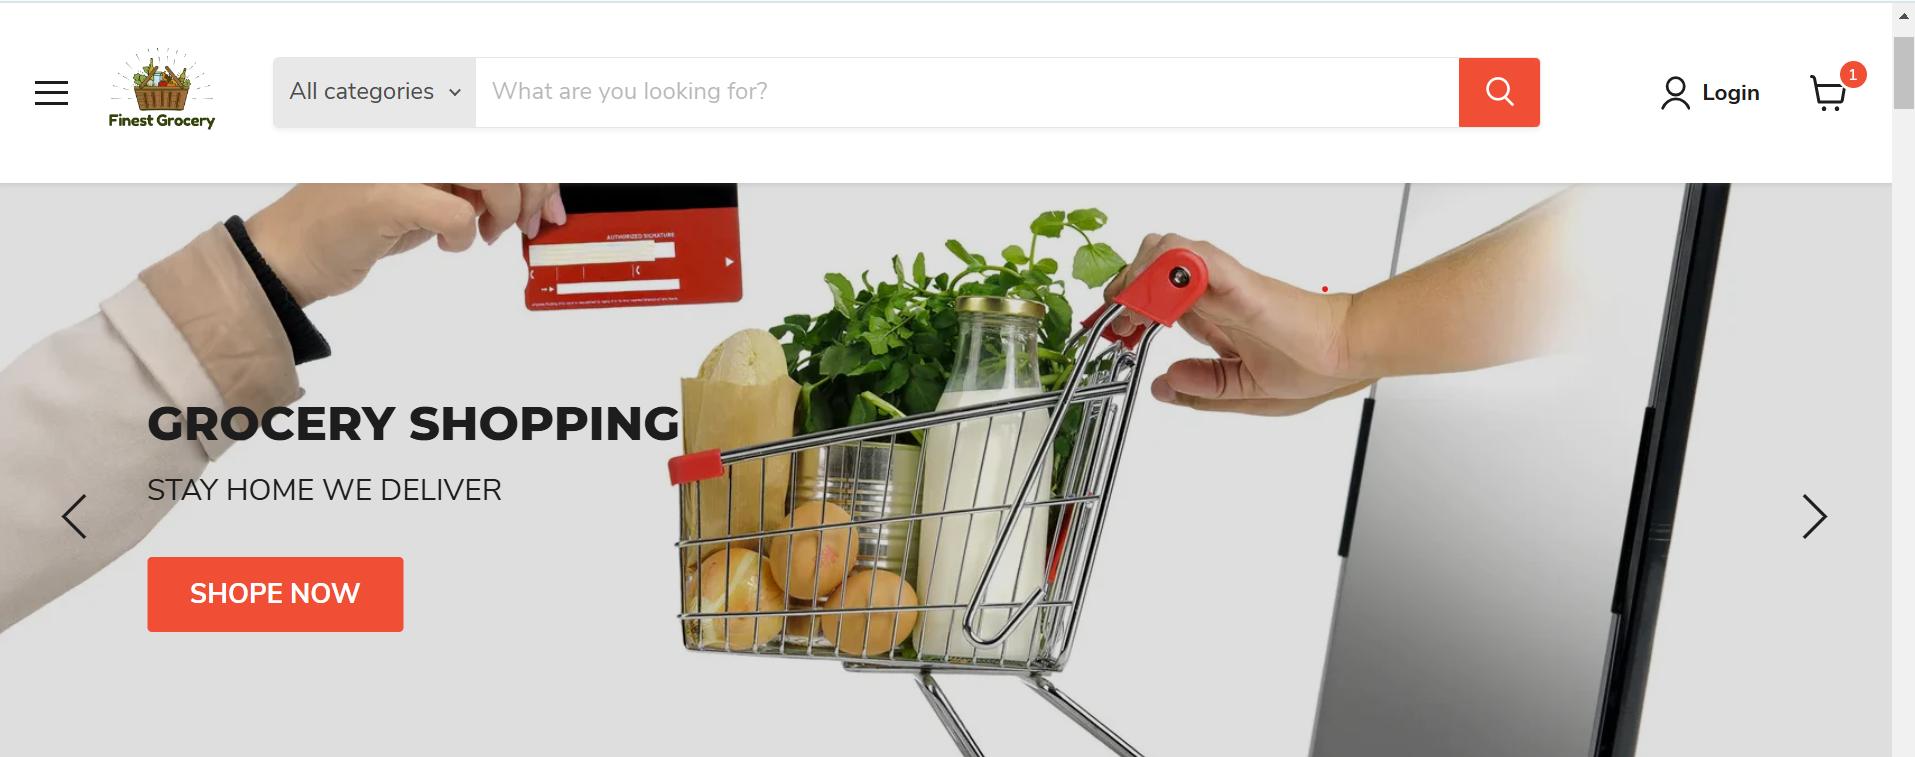 Finest Grocery
All categories
What are you looking for?
Login
1
AUTHORIZED SIGNATURE
GROCERY SHOPPING
STAY HOME WE DELIVER
SHOPE NOW